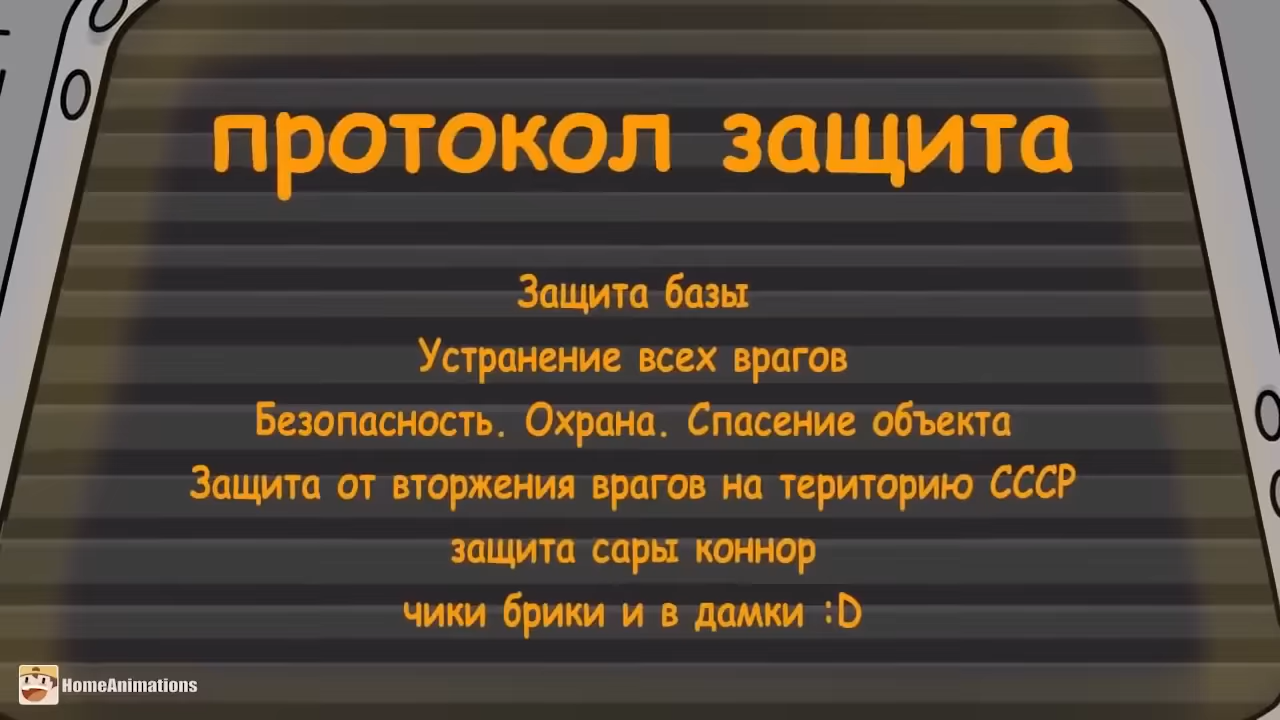 протокол защита
Защита базы
Устранение всех врагов
Безопасность. Охрана. Спасение объекта
Защита от вторжения врагов на територию СССР
защита сары коннор
чики брики и в дамки :D
HomeAnimations